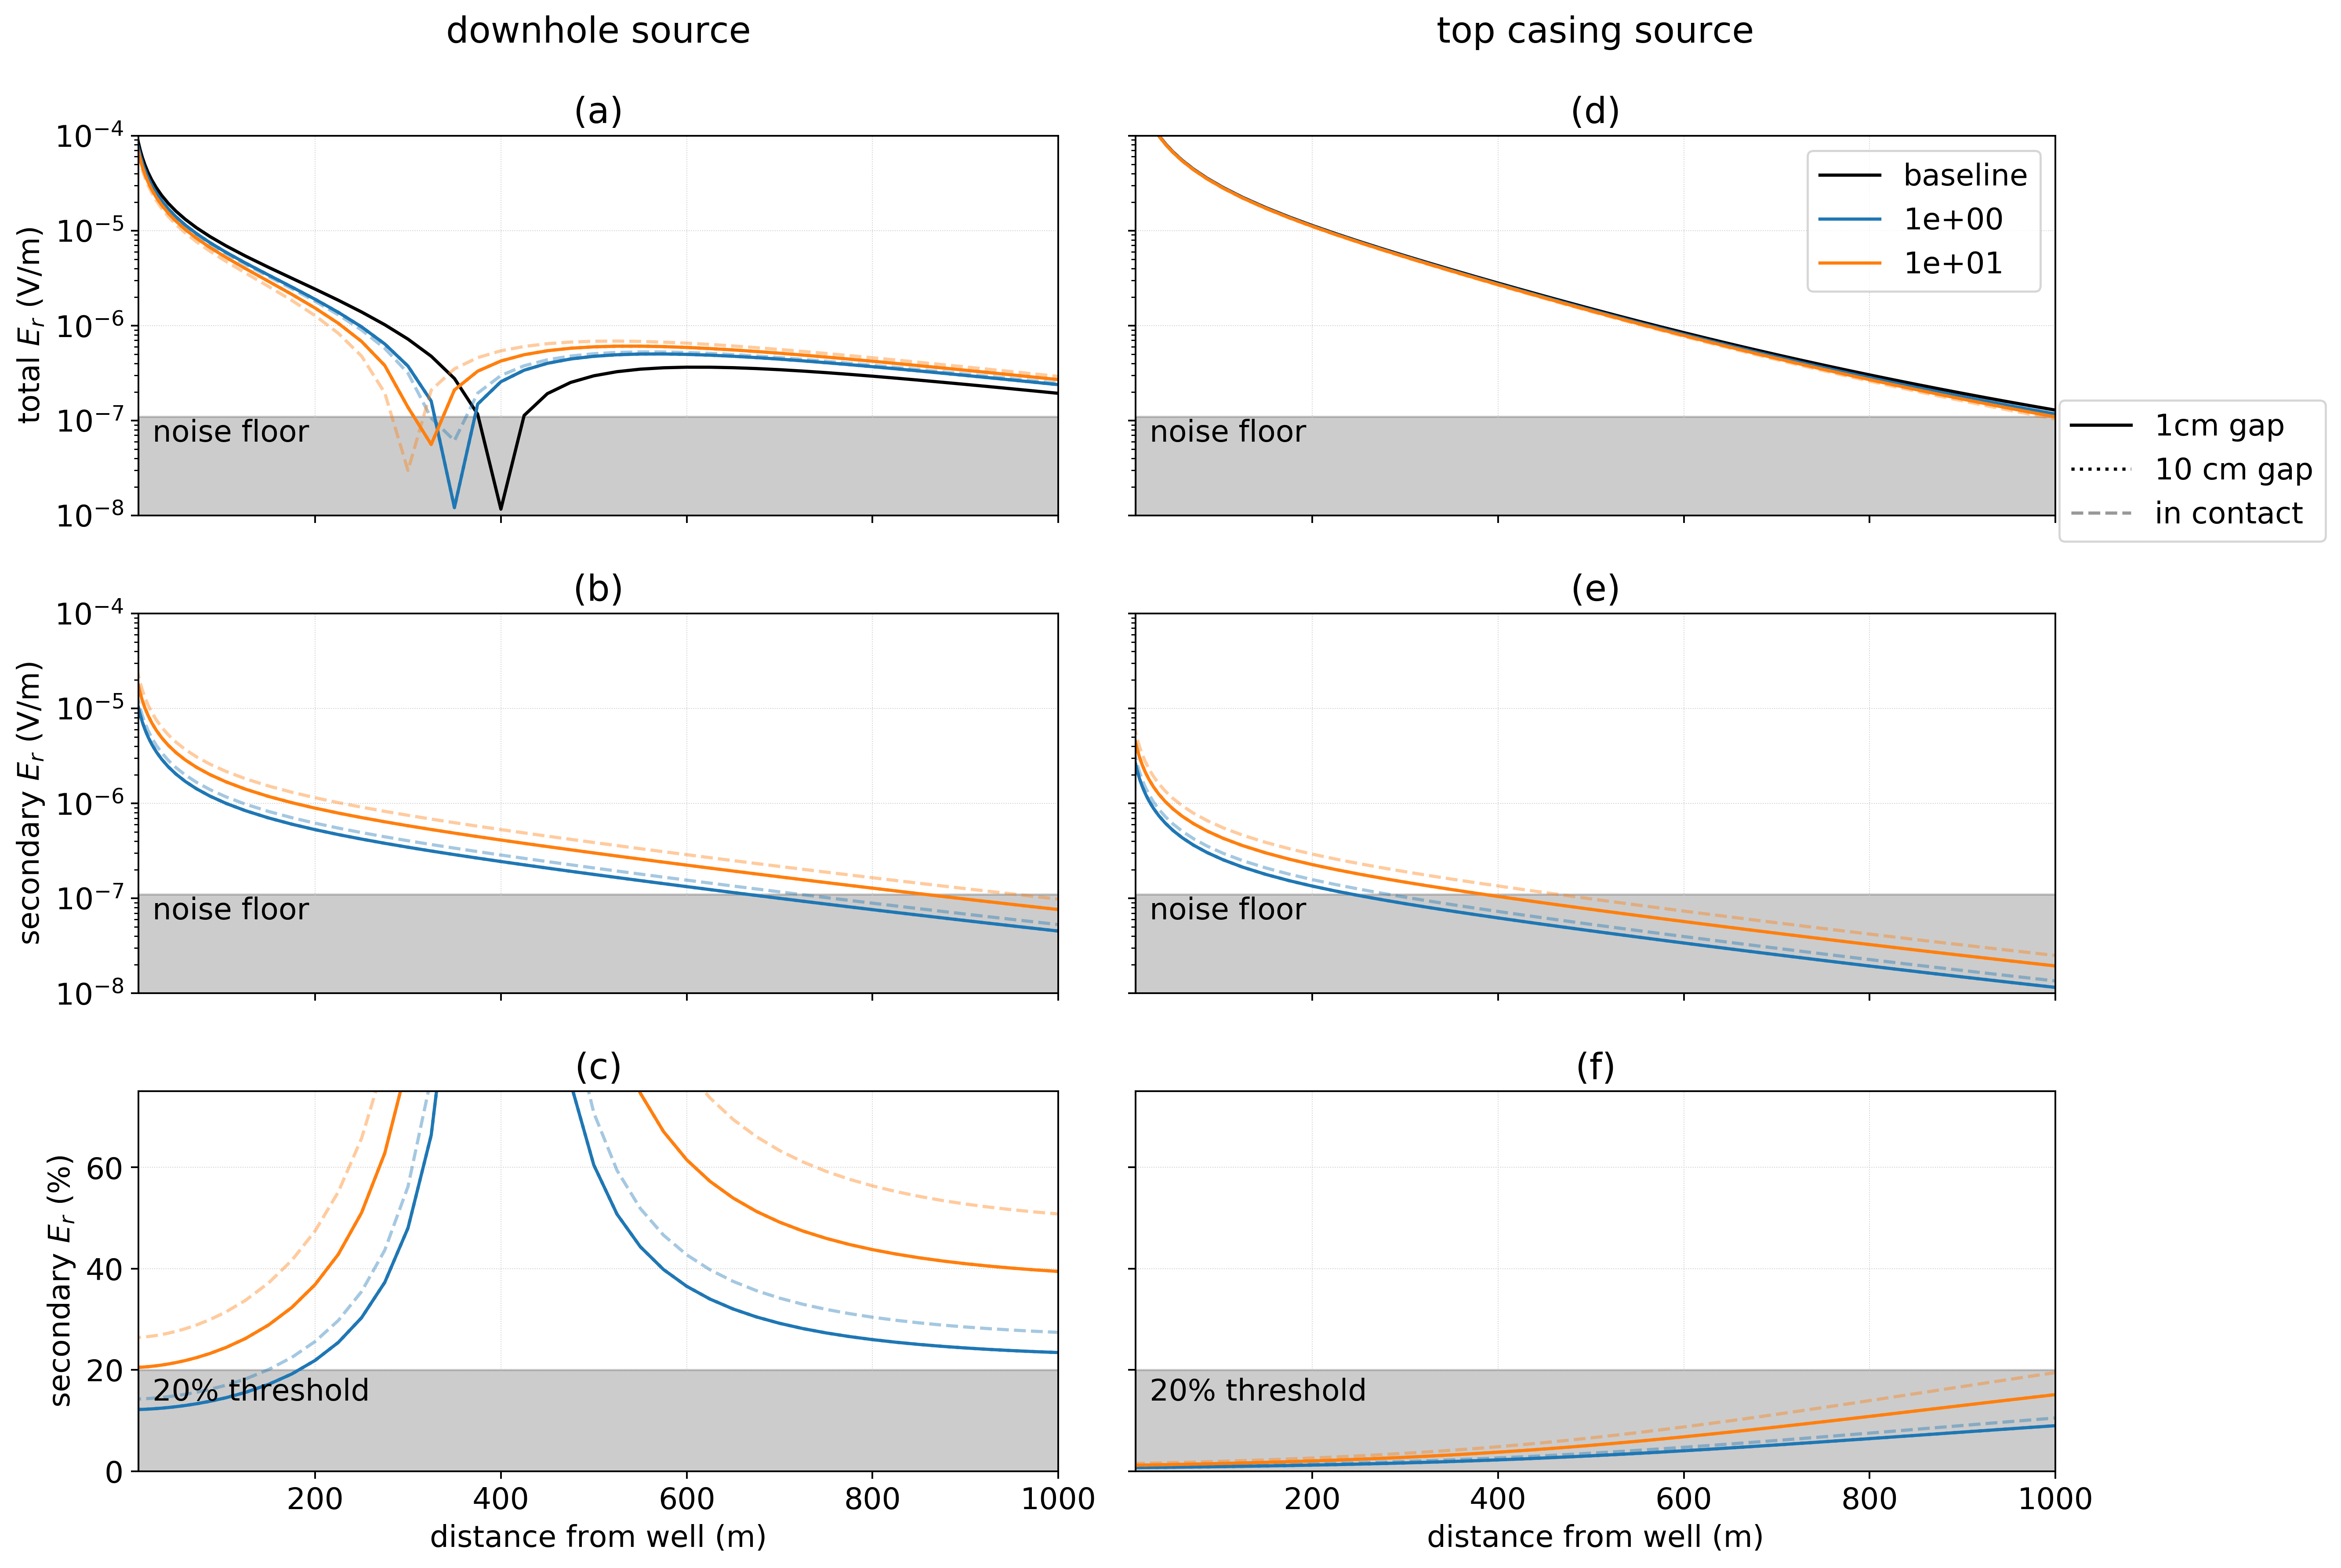 downhole source
top casing source
(a)
(d)
10⁻⁴
10⁻⁵
10⁻⁶
10⁻⁷
10⁻⁸
total E_r (V/m)
noise floor
noise floor
baseline
1e+00
1e+01
1cm gap
10 cm gap
in contact
(b)
(e)
10⁻⁴
10⁻⁵
10⁻⁶
10⁻⁷
10⁻⁸
secondary E_r (V/m)
noise floor
noise floor
(c)
(f)
60
40
20
0
secondary E_r (%)
20% threshold
20% threshold
200 400 600 800 1000
200 400 600 800 1000
distance from well (m)
distance from well (m)